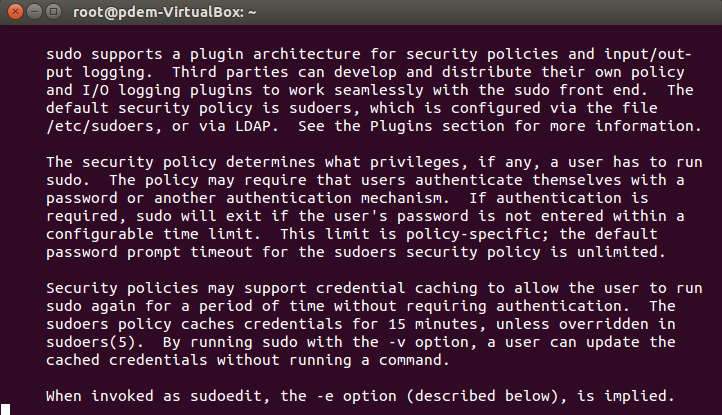 root@pdem-VirtualBox: ~
sudo supports a plugin architecture for security policies and input/out-
put logging.  Third parties can develop and distribute their own policy
and I/O logging plugins to work seamlessly with the sudo front end.  The
default security policy is sudoers, which is configured via the file
/etc/sudoers, or via LDAP.  See the Plugins section for more information.
The security policy determines what privileges, if any, a user has to run
sudo.  The policy may require that users authenticate themselves with a
password or another authentication mechanism.  If authentication is
required, sudo will exit if the user's password is not entered within a
configurable time limit.  This limit is policy-specific; the default
password prompt timeout for the sudoers security policy is unlimited.
Security policies may support credential caching to allow the user to run
sudo again for a period of time without requiring authentication.  The
sudoers policy caches credentials for 15 minutes, unless overridden in
sudoers(5).  By running sudo with the -v option, a user can update the
cached credentials without running a command.
When invoked as sudoedit, the -e option (described below), is implied.